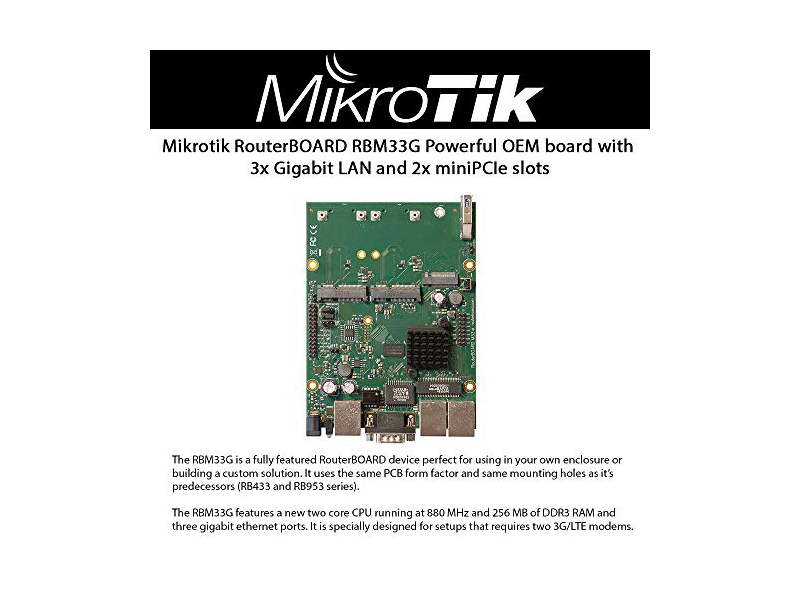 MikroTik
Mikrotik RouterBOARD RBM33G Powerful OEM board with
3x Gigabit LAN and 2x miniPCIe slots
FC CE
RouterBOARD M33G
The RBM33G is a fully featured RouterBOARD device perfect for using in your own enclosure or
building a custom solution. It uses the same PCB form factor and same mounting holes as it's
predecessors (RB433 and RB953 series).
The RBM33G features a new two core CPU running at 880 MHz and 256 MB of DDR3 RAM and
three gigabit ethernet ports. It is specially designed for setups that requires two 3G/LTE modems.